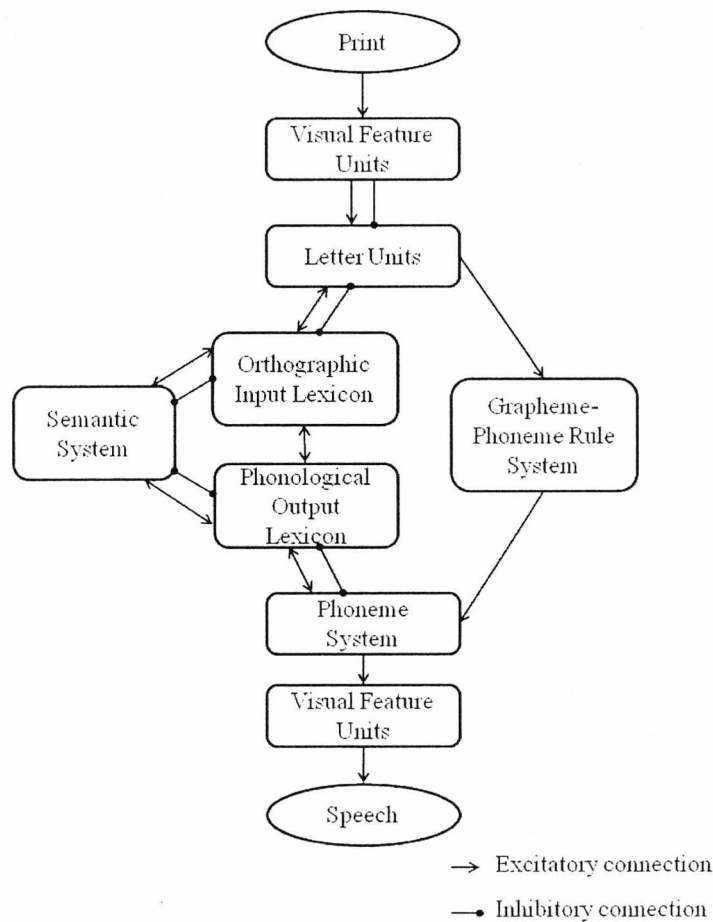 Print
Visual Feature
Units
Letter Units
Orthographic
Input Lexicon
Semantic
System
Grapheme-
Phoneme Rule
System
Phonological
Output
Lexicon
Phoneme
System
Visual Feature
Units
Speech
Excitatory connection
Inhibitory connection